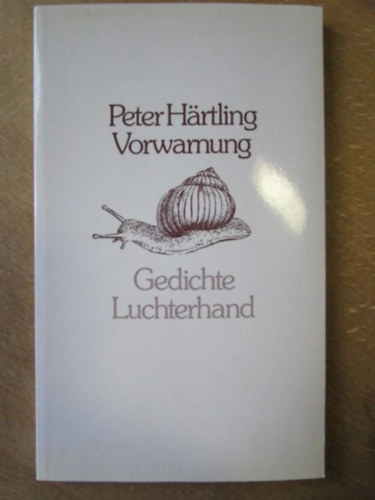 Peter Härtling
Vorwarnung
Gedichte
Luchterhand